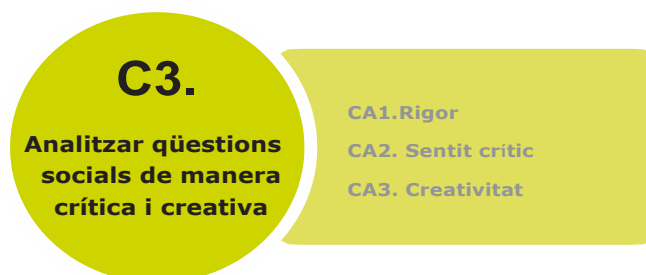 C3.
Analitzar qüestions
socials de manera
crítica i creativa
CA1.Rigor
CA2. Sentit crític
CA3. Creativitat